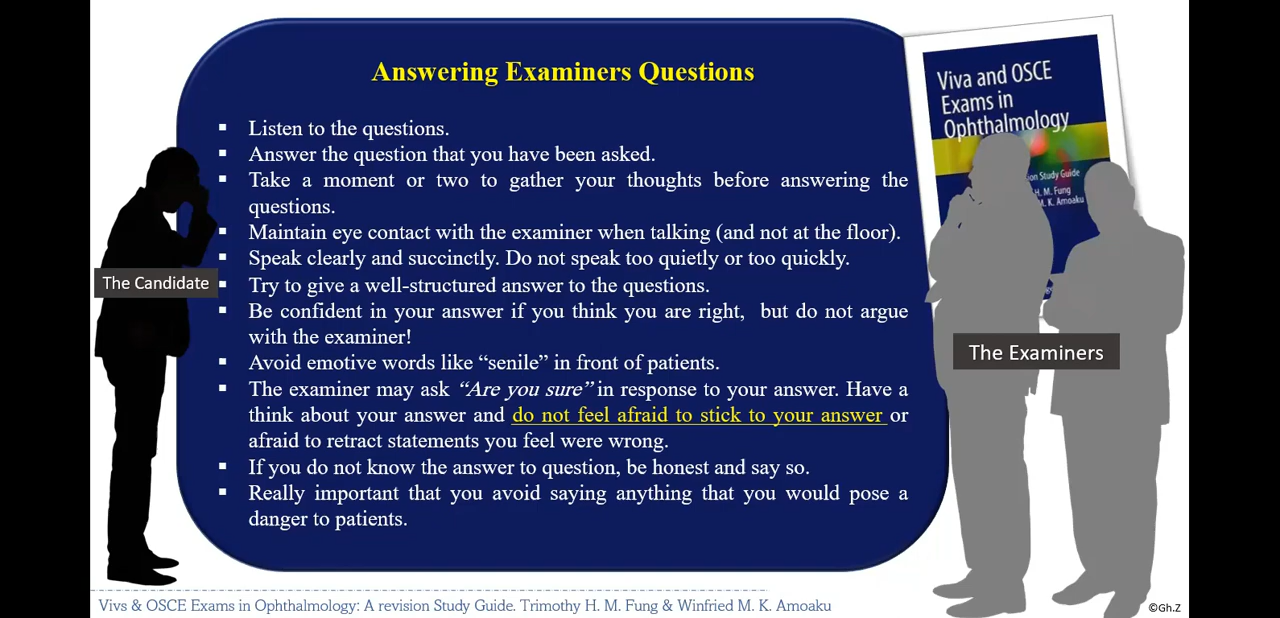 Answering Examiners Questions
▪ Listen to the questions.
▪ Answer the question that you have been asked.
▪ Take a moment or two to gather your thoughts before answering the
questions.
▪ Maintain eye contact with the examiner when talking (and not at the floor).
▪ Speak clearly and succinctly. Do not speak too quietly or too quickly.
▪ Try to give a well-structured answer to the questions.
▪ Be confident in your answer if you think you are right, but do not argue
with the examiner!
▪ Avoid emotive words like “senile” in front of patients.
▪ The examiner may ask “Are you sure” in response to your answer. Have a
think about your answer and do not feel afraid to stick to your answer or
afraid to retract statements you feel were wrong.
▪ If you do not know the answer to question, be honest and say so.
▪ Really important that you avoid saying anything that you would pose a
danger to patients.
The Candidate
Viva and OSCE
Exams in
Ophthalmology
Study Guide
H. M. Fung
M. K. Amoaku
The Examiners
Vivs & OSCE Exams in Ophthalmology: A revision Study Guide. Trimothy H. M. Fung & Winfried M. K. Amoaku
©Gh.Z